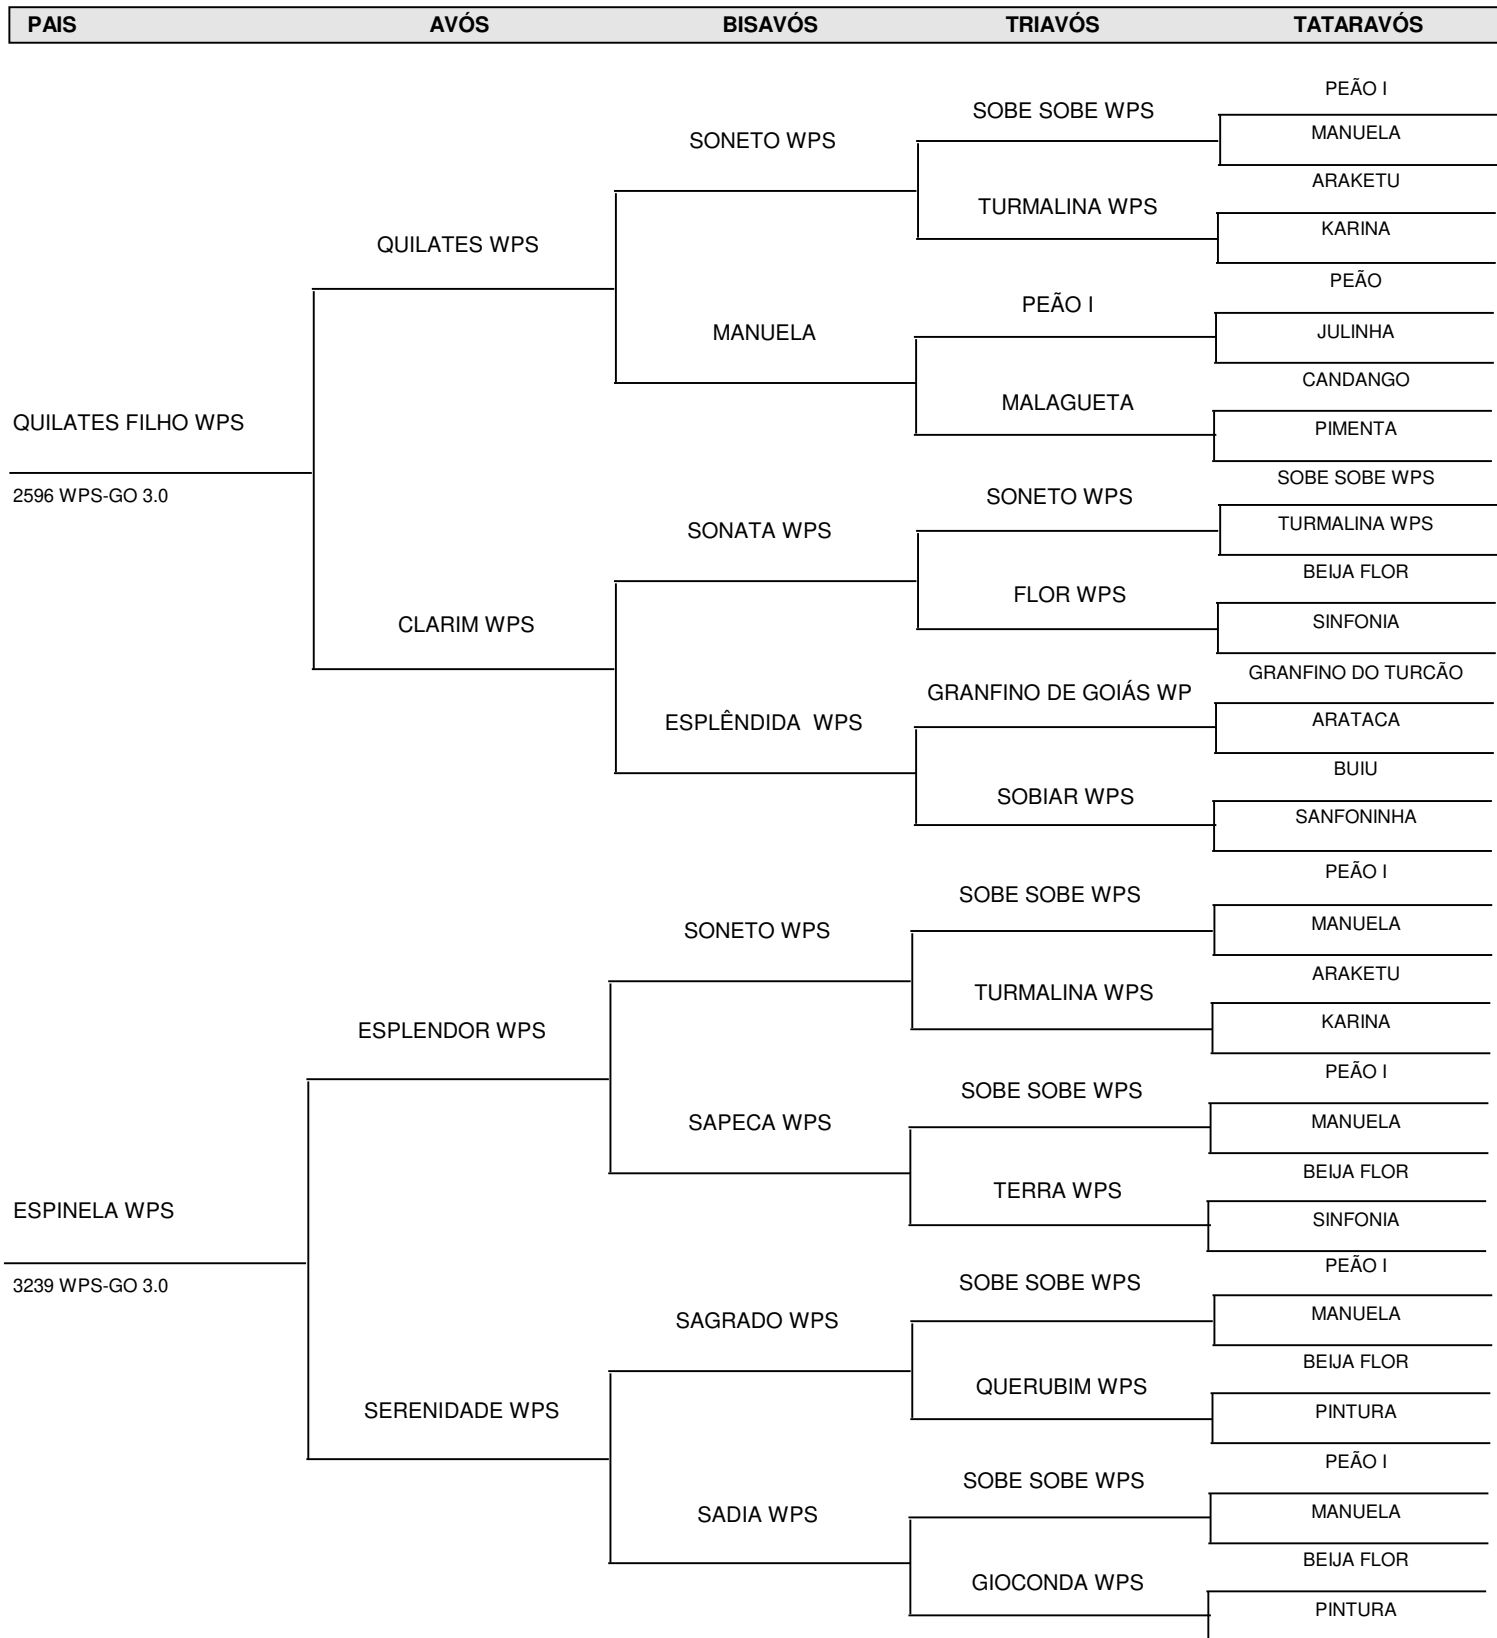 PAIS AVÓS BISAVÓS TRIAVÓS TATARAVÓS
PEÃO I
SOBE SOBE WPS
MANUELA
SONETO WPS
ARAKETU
TURMALINA WPS
KARINA
QUILATES WPS
PEÃO
PEÃO I
JULINHA
MANUELA
CANDANGO
MALAGUETA
QUILATES FILHO WPS
PIMENTA
SOBE SOBE WPS
2596 WPS-GO 3.0
SONETO WPS
TURMALINA WPS
SONATA WPS
BEIJA FLOR
FLOR WPS
SINFONIA
CLARIM WPS
GRANFINO DO TURCÃO
GRANFINO DE GOIÁS WP
ARATACA
ESPLÊNDIDA  WPS
BUIU
SOBIAR WPS
SANFONINHA
PEÃO I
SOBE SOBE WPS
MANUELA
SONETO WPS
ARAKETU
TURMALINA WPS
KARINA
ESPLENDOR WPS
PEÃO I
SOBE SOBE WPS
MANUELA
SAPECA WPS
BEIJA FLOR
TERRA WPS
ESPINELA WPS
SINFONIA
PEÃO I
3239 WPS-GO 3.0
SOBE SOBE WPS
MANUELA
SAGRADO WPS
BEIJA FLOR
QUERUBIM WPS
SERENIDADE WPS
PINTURA
PEÃO I
SOBE SOBE WPS
MANUELA
SADIA WPS
BEIJA FLOR
GIOCONDA WPS
PINTURA